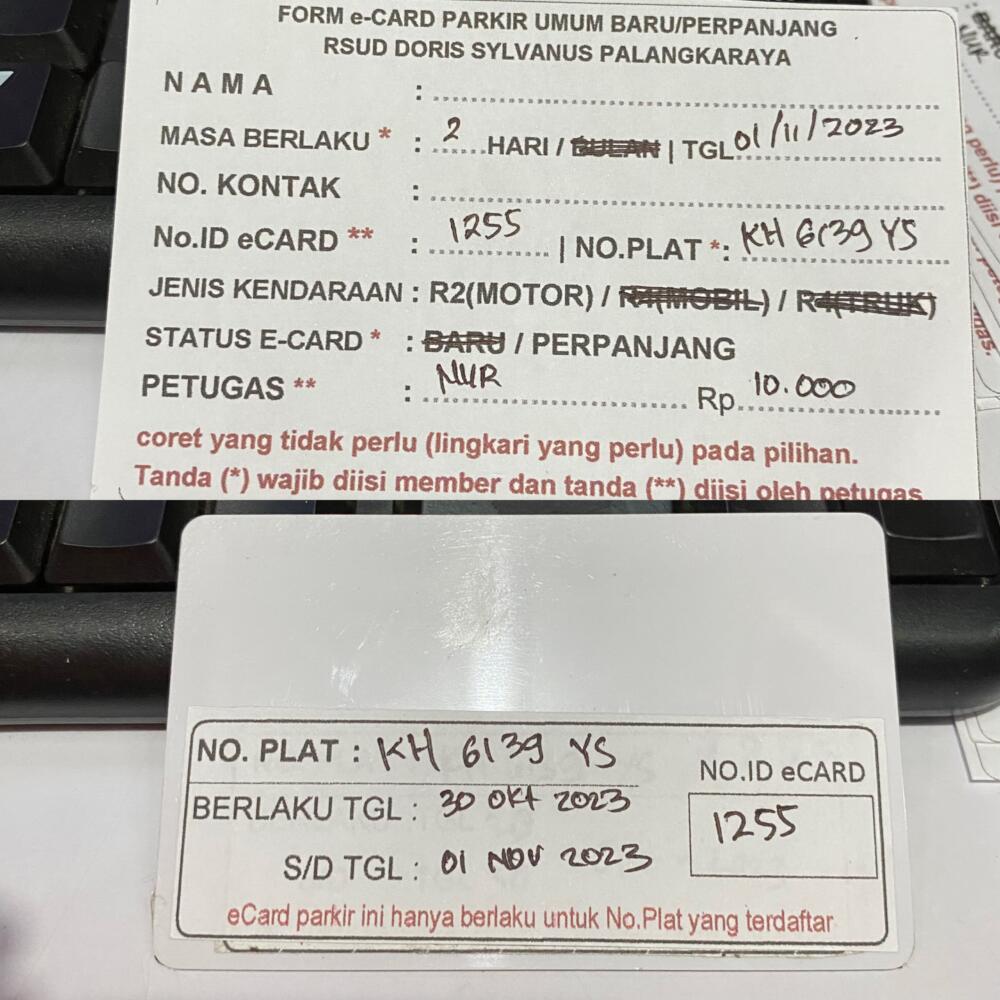 FORM e-CARD PARKIR UMUM BARU/PERPANJANG
RSUD DORIS SYLVANUS PALANGKARAYA
N A M A :
MASA BERLAKU * : 2 HARI / BULAN | TGL 01/11/2023
NO. KONTAK :
No.ID eCARD ** : 1255 | NO.PLAT *: KH 6139 YS
JENIS KENDARAAN : R2(MOTOR) / R4(MOBIL) / R4(TRUK)
STATUS E-CARD * : BARU / PERPANJANG
PETUGAS ** : NUR Rp. 10.000
coret yang tidak perlu (lingkari yang perlu) pada pilihan.
Tanda (*) wajib diisi member dan tanda (**) diisi oleh petugas
NO. PLAT : KH 6139 YS
NO.ID eCARD
BERLAKU TGL : 30 OKT 2023
1255
S/D TGL : 01 NOV 2023
eCard parkir ini hanya berlaku untuk No.Plat yang terdaftar